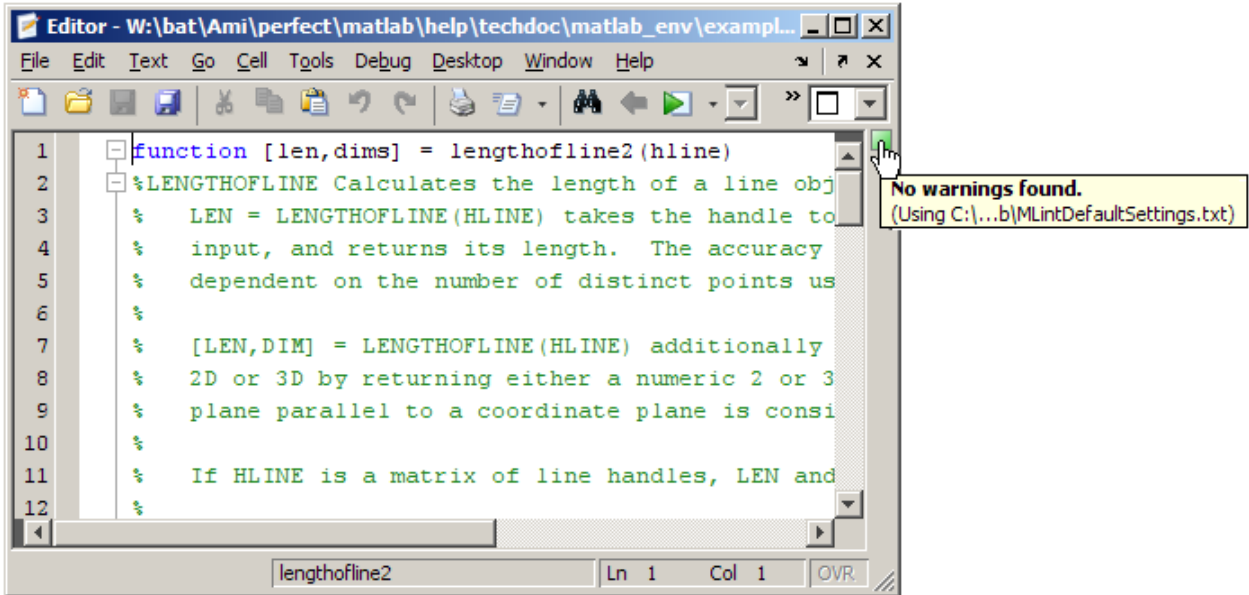 Editor - W:\bat\Ami\perfect\matlab\help\techdoc\matlab_env\exampl...
File Edit Text Go Cell Tools Debug Desktop Window Help
»
1 function [len,dims] = lengthofline2(hline)
2 %LENGTHOFLINE Calculates the length of a line obj
3 % LEN = LENGTHOFLINE(HLINE) takes the handle to
4 % input, and returns its length. The accuracy
5 % dependent on the number of distinct points us
6 %
7 % [LEN,DIM] = LENGTHOFLINE(HLINE) additionally
8 % 2D or 3D by returning either a numeric 2 or 3
9 % plane parallel to a coordinate plane is consi
10 %
11 % If HLINE is a matrix of line handles, LEN and
12 %
No warnings found.
(Using C:\...b\MLintDefaultSettings.txt)
lengthofline2 Ln 1 Col 1 OVR